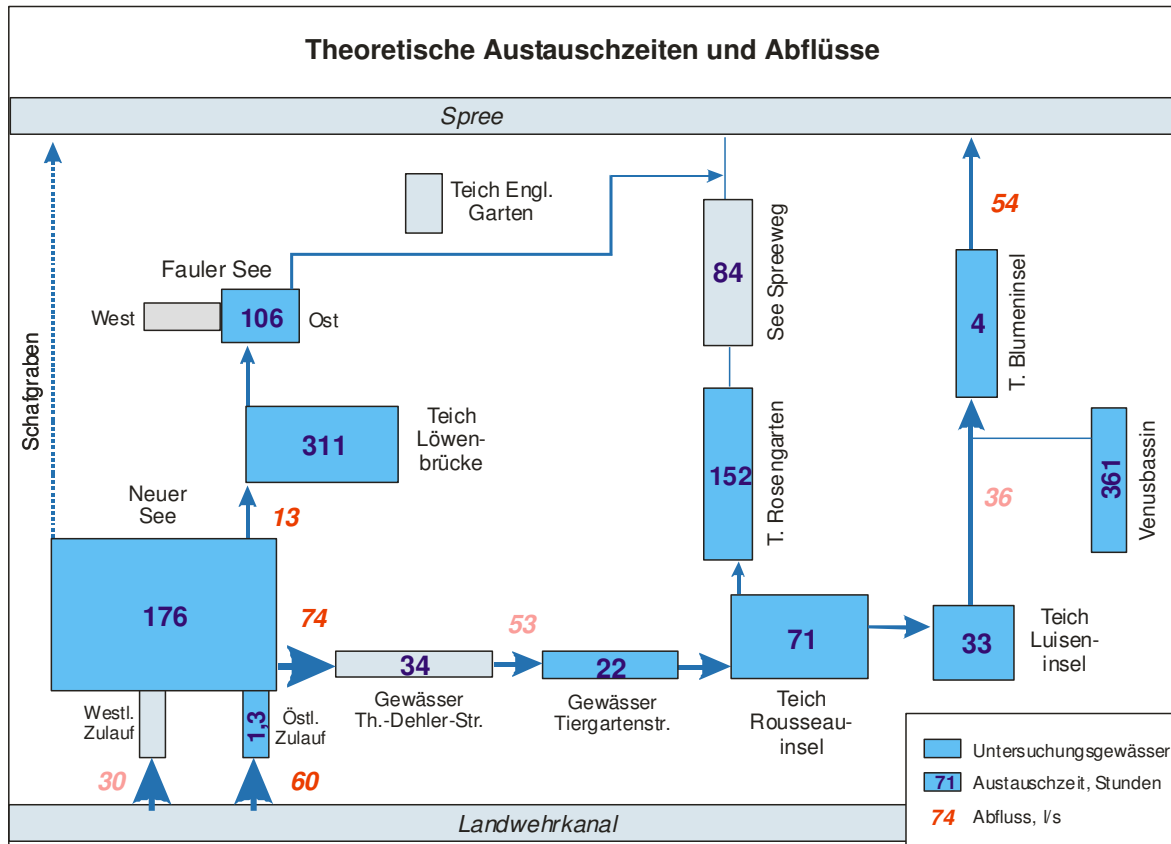 Theoretische Austauschzeiten und Abflüsse
Spree
Teich Engl.
Garten
54
84
See Spreeweg
4
T. Blumeninsel
Fauler See
West
106
Ost
Schafgraben
311
Teich
Löwen-
brücke
152
T. Rosengarten
36
361
Venusbassin
Neuer
See
13
176
74
53
34
22
71
33
Teich
Luisen-
insel
Gewässer
Th.-Dehler-Str.
Gewässer
Tiergartenstr.
Teich
Rousseau-
insel
Westl.
Zulauf
1,3
Östl.
Zulauf
30
60
Landwehrkanal
Untersuchungsgewässer
71
Austauschzeit, Stunden
74
Abfluss, l/s